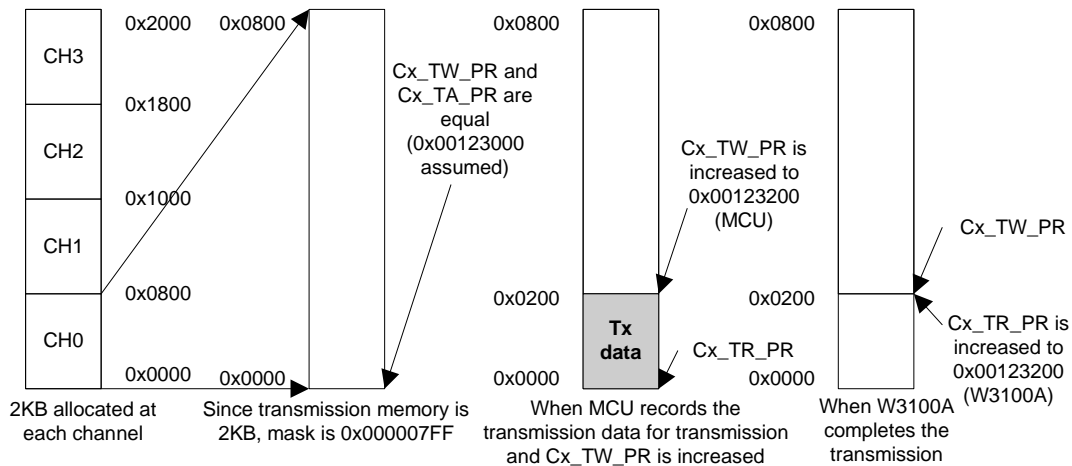 0x2000
CH3
0x1800
CH2
0x1000
CH1
0x0800
CH0
0x0000
2KB allocated at
each channel
0x0800
Cx_TW_PR and
Cx_TA_PR are
equal
(0x00123000
assumed)
0x0000
Since transmission memory is
2KB, mask is 0x000007FF
0x0800
Cx_TW_PR is
increased to
0x00123200
(MCU)
0x0200
Tx
data
Cx_TR_PR
0x0000
When MCU records the
transmission data for transmission
and Cx_TW_PR is increased
0x0800
Cx_TW_PR
0x0200
Cx_TR_PR is
increased to
0x00123200
(W3100A)
0x0000
When W3100A
completes the
transmission